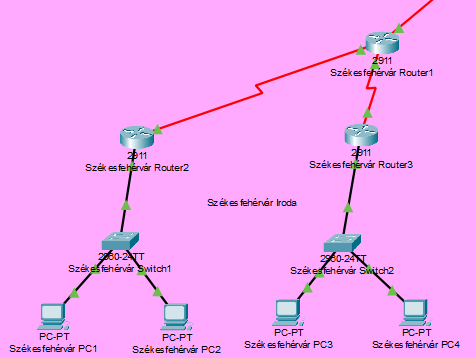 2911
Székesfehérvár Router1
2911
Székesfehérvár Router2
2911
Székesfehérvár Router3
Székesfehérvár Iroda
2960-24TT
Székesfehérvár Switch1
2960-24TT
Székesfehérvár Switch2
PC-PT
Székesfehérvár PC1
PC-PT
Székesfehérvár PC2
PC-PT
Székesfehérvár PC3
PC-PT
Székesfehérvár PC4